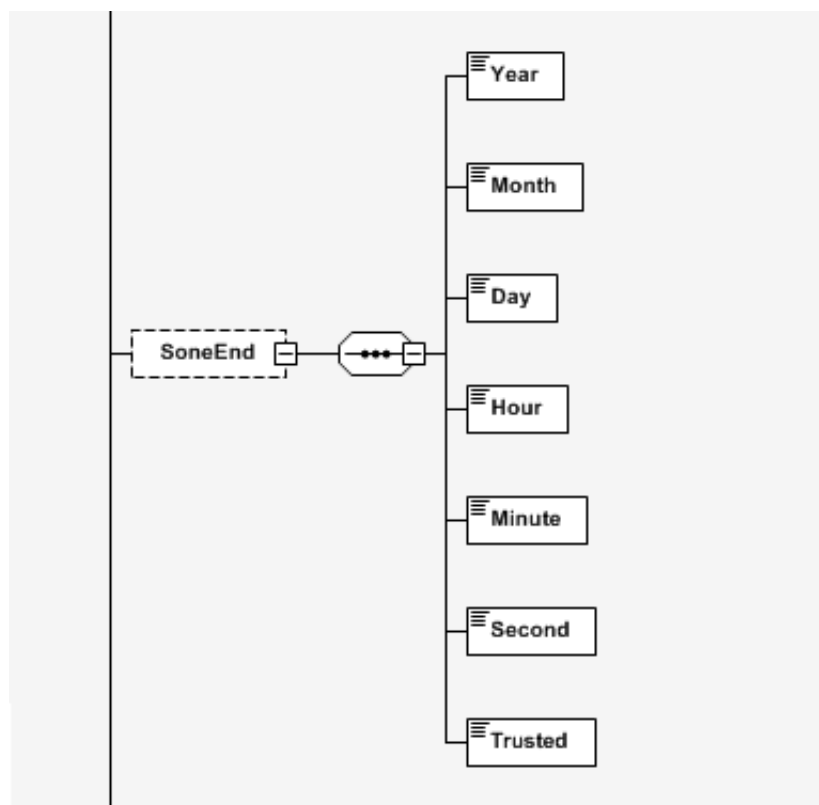 Year
Month
Day
SoneEnd
Hour
Minute
Second
Trusted